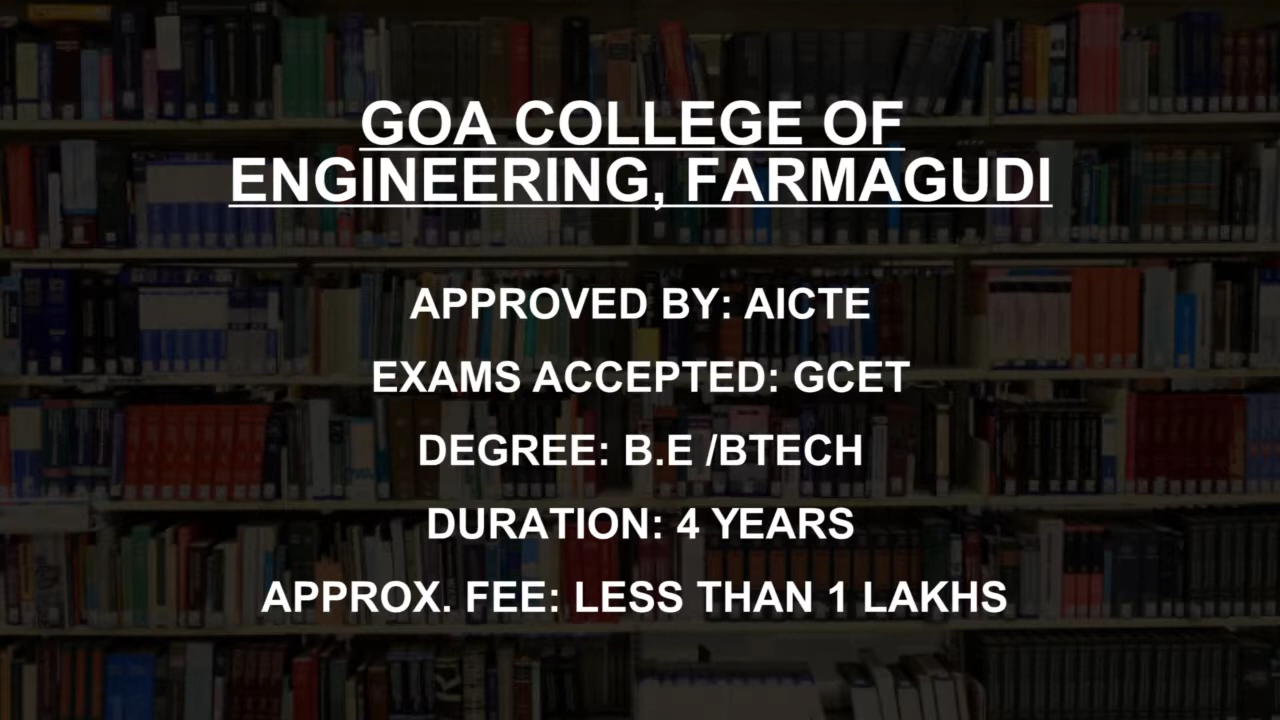 GOA COLLEGE OF
ENGINEERING, FARMAGUDI
APPROVED BY: AICTE
EXAMS ACCEPTED: GCET
DEGREE: B.E /BTECH
DURATION: 4 YEARS
APPROX. FEE: LESS THAN 1 LAKHS